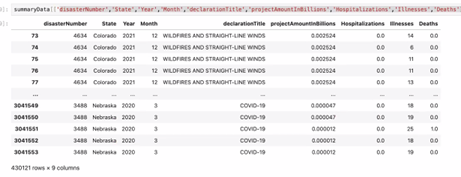 summaryData[['disasterNumber','State','Year','Month','declarationTitle','projectAmountInBillions','Hospitalizations','Illnesses','Deaths'
disasterNumber State Year Month declarationTitle projectAmountInBillions Hospitalizations Illnesses Deaths
73 4634 Colorado 2021 12 WILDFIRES AND STRAIGHT-LINE WINDS 0.002524 0.0 14 0.0
74 4634 Colorado 2021 12 WILDFIRES AND STRAIGHT-LINE WINDS 0.002524 0.0 6 0.0
75 4634 Colorado 2021 12 WILDFIRES AND STRAIGHT-LINE WINDS 0.002524 0.0 11 0.0
76 4634 Colorado 2021 12 WILDFIRES AND STRAIGHT-LINE WINDS 0.002524 0.0 11 0.0
77 4634 Colorado 2021 12 WILDFIRES AND STRAIGHT-LINE WINDS 0.002524 0.0 13 0.0
... ... ... ... ... ... ... ... ... ...
3041549 3488 Nebraska 2020 3 COVID-19 0.000047 0.0 18 0.0
3041550 3488 Nebraska 2020 3 COVID-19 0.000047 0.0 19 0.0
3041551 3488 Nebraska 2020 3 COVID-19 0.000012 0.0 25 1.0
3041552 3488 Nebraska 2020 3 COVID-19 0.000012 0.0 18 0.0
3041553 3488 Nebraska 2020 3 COVID-19 0.000012 0.0 19 0.0
430121 rows × 9 columns